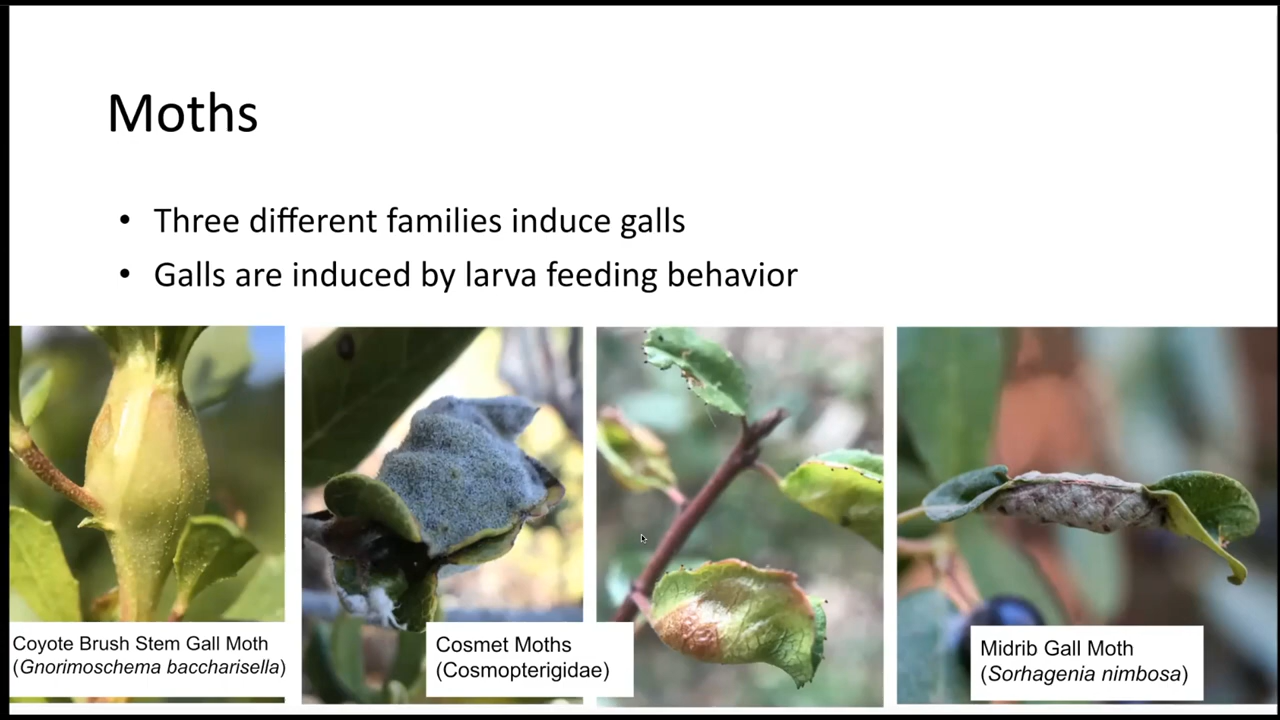 Moths
• Three different families induce galls
• Galls are induced by larva feeding behavior
Coyote Brush Stem Gall Moth
(Gnorimoschema baccharisella)
Cosmet Moths
(Cosmopterigidae)
Midrib Gall Moth
(Sorhagenia nimbosa)